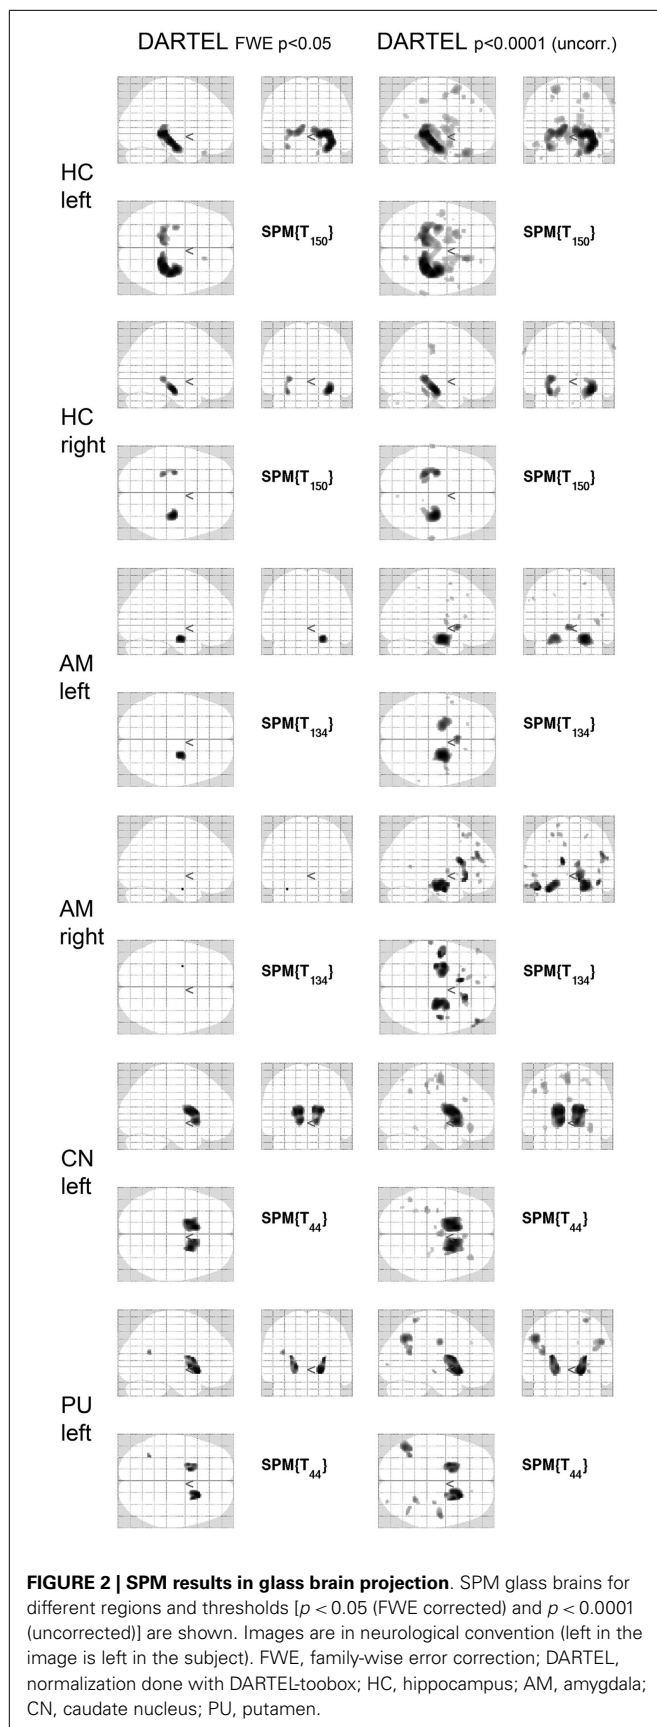 DARTEL FWE p<0.05 DARTEL p<0.0001 (uncorr.)
HC
left
SPM{T150} SPM{T150}
HC
right
SPM{T150} SPM{T150}
AM
left
SPM{T134} SPM{T134}
AM
right
SPM{T134} SPM{T134}
CN
left
SPM{T44} SPM{T44}
PU
left
SPM{T44} SPM{T44}
FIGURE 2 | SPM results in glass brain projection. SPM glass brains for
different regions and thresholds [p < 0.05 (FWE corrected) and p < 0.0001
(uncorrected)] are shown. Images are in neurological convention (left in the
image is left in the subject). FWE, family-wise error correction; DARTEL,
normalization done with DARTEL-toobox; HC, hippocampus; AM, amygdala;
CN, caudate nucleus; PU, putamen.